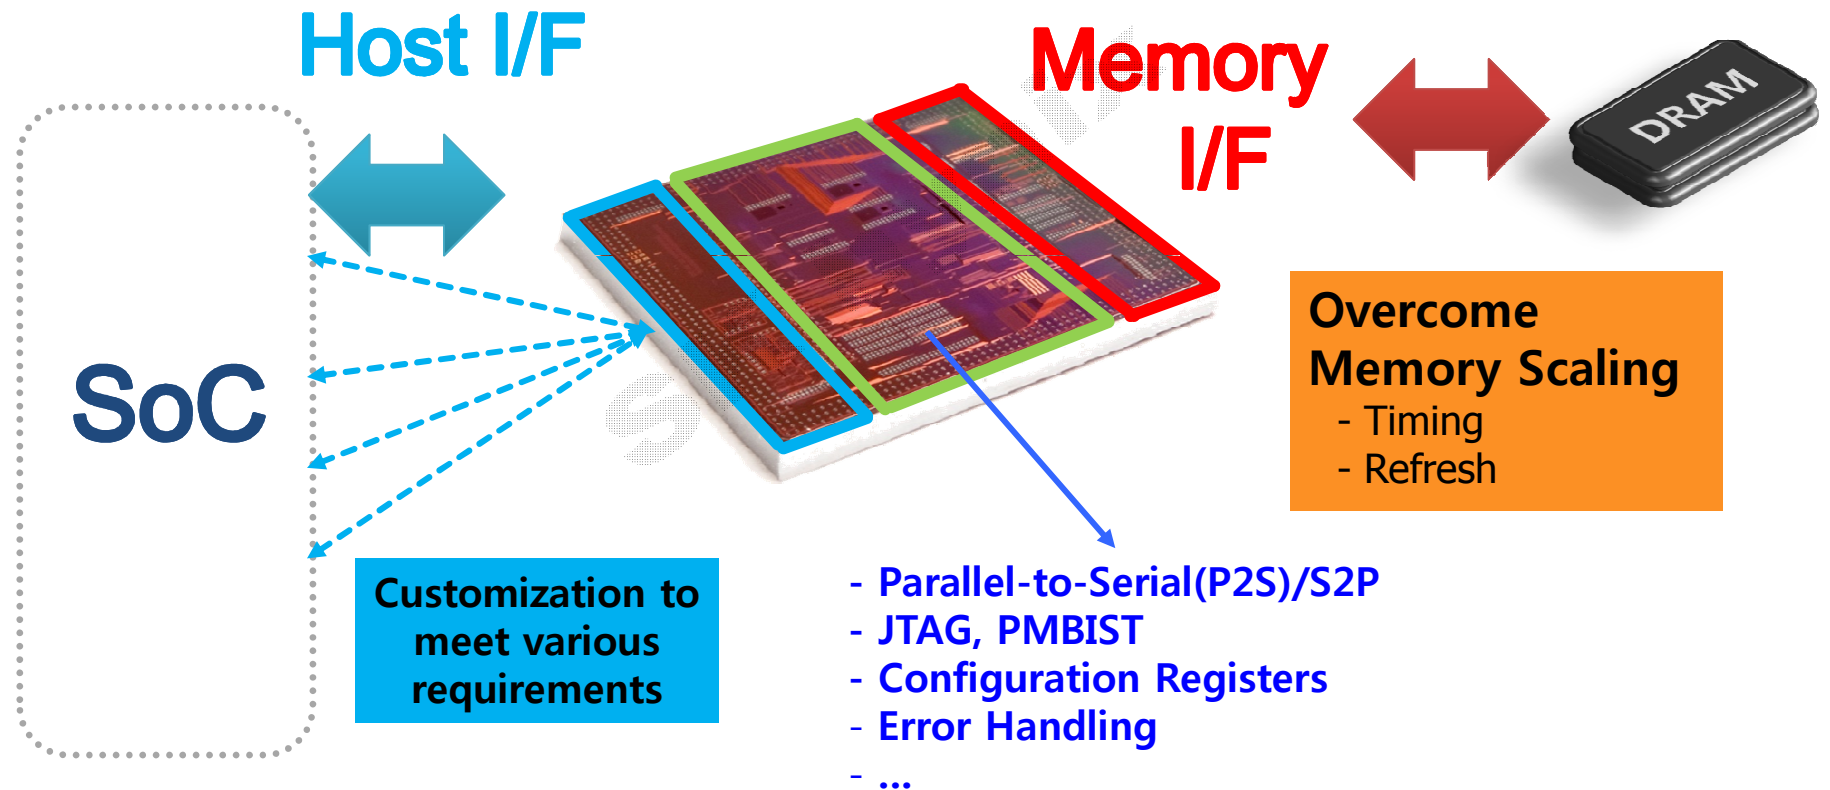 Host I/F
Memory
I/F
DRAM
SoC
Overcome
Memory Scaling
- Timing
- Refresh
Customization to
meet various
requirements
- Parallel-to-Serial(P2S)/S2P
- JTAG, PMBIST
- Configuration Registers
- Error Handling
- ...